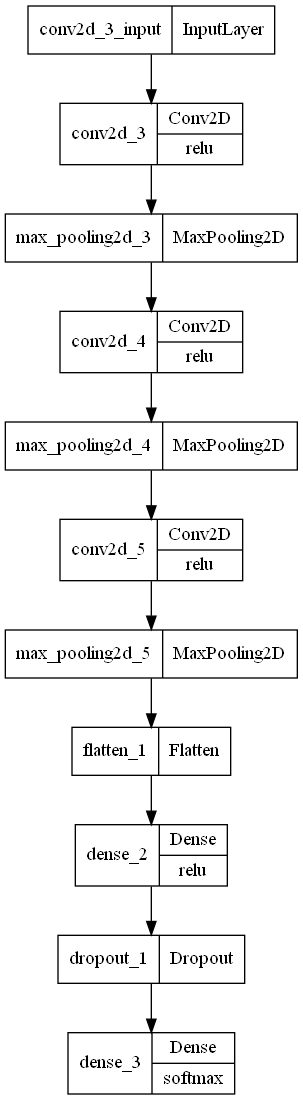 conv2d_3_input InputLayer
conv2d_3 Conv2D
relu
max_pooling2d_3 MaxPooling2D
conv2d_4 Conv2D
relu
max_pooling2d_4 MaxPooling2D
conv2d_5 Conv2D
relu
max_pooling2d_5 MaxPooling2D
flatten_1 Flatten
dense_2 Dense
relu
dropout_1 Dropout
dense_3 Dense
softmax